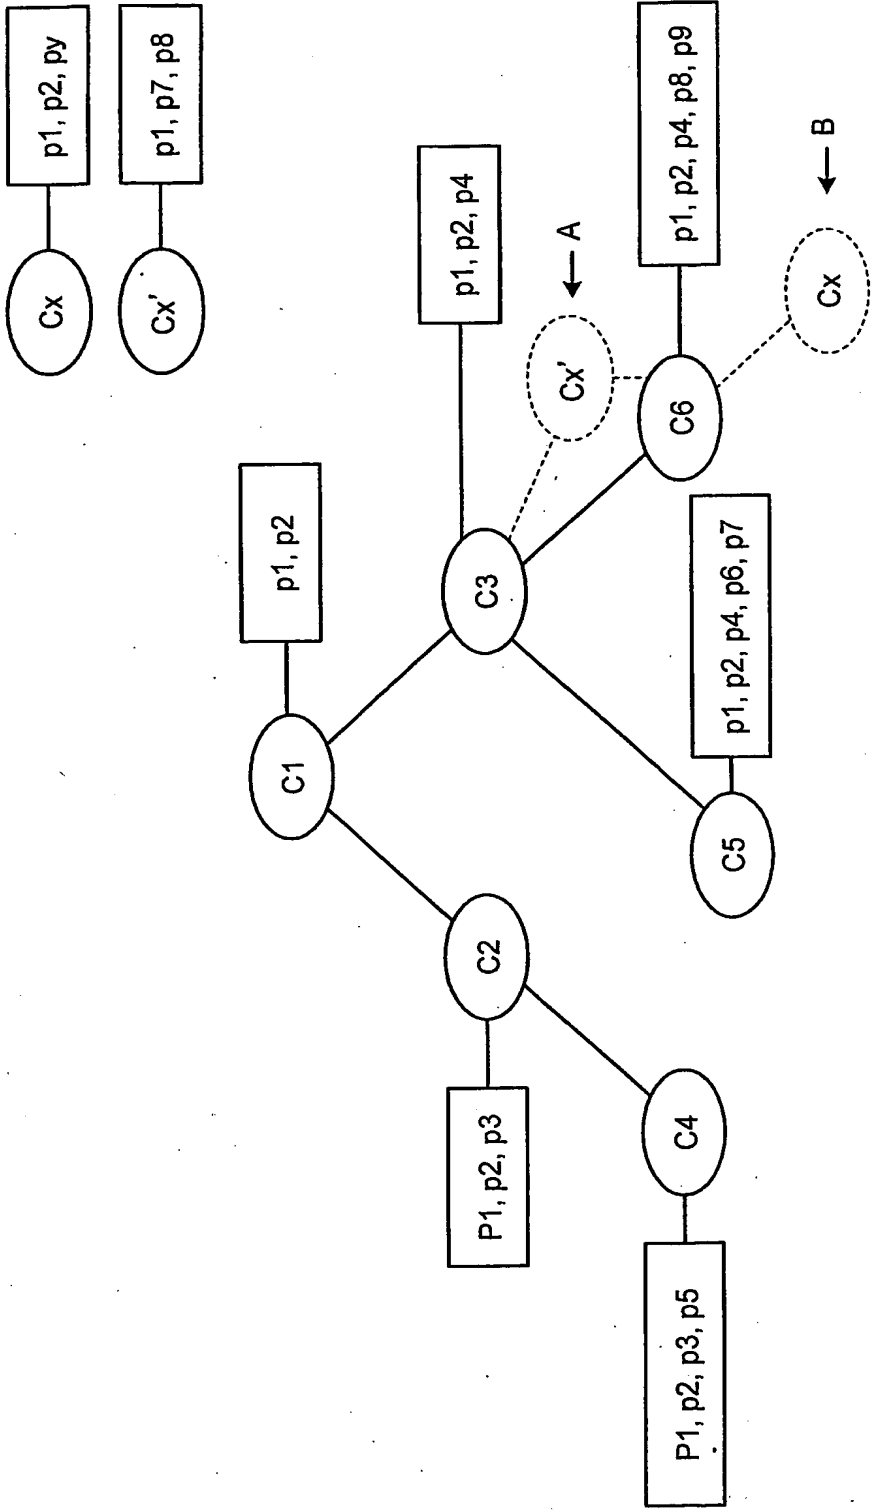 Cx
p1, p2, py
Cx'
p1, p7, p8
C1
p1, p2
P1, p2, p3
C2
C3
p1, p2, p4
Cx'
A
P1, p2, p3, p5
C4
C5
p1, p2, p4, p6, p7
C6
p1, p2, p4, p8, p9
Cx
B